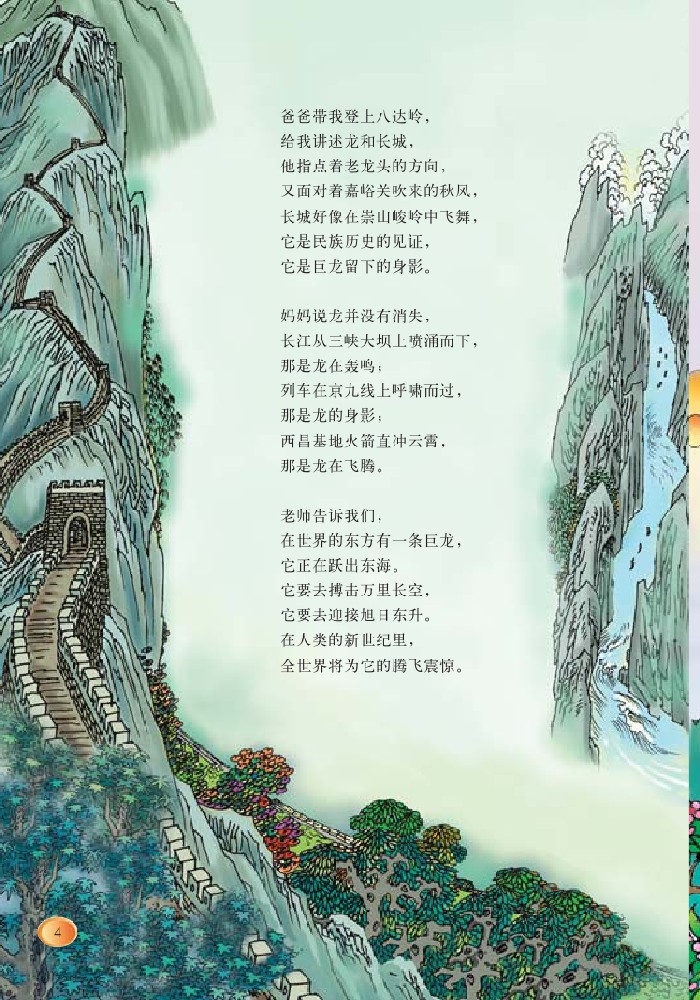 爸爸带我登上八达岭，
给我讲述龙和长城，
他指点着老龙头的方向，
又面对着嘉峪关吹来的秋风，
长城好像在崇山峻岭中飞舞，
它是民族历史的见证，
它是巨龙留下的身影。
妈妈说龙并没有消失，
长江从三峡大坝上喷涌而下，
那是龙在轰鸣；
列车在京九线上呼啸而过，
那是龙的身影；
西昌基地火箭直冲云霄，
那是龙在飞腾。
老师告诉我们，
在世界的东方有一条巨龙，
它正在跃出东海。
它要去搏击万里长空，
它要去迎接旭日东升。
在人类的新世纪里，
全世界将为它的腾飞震惊。
4